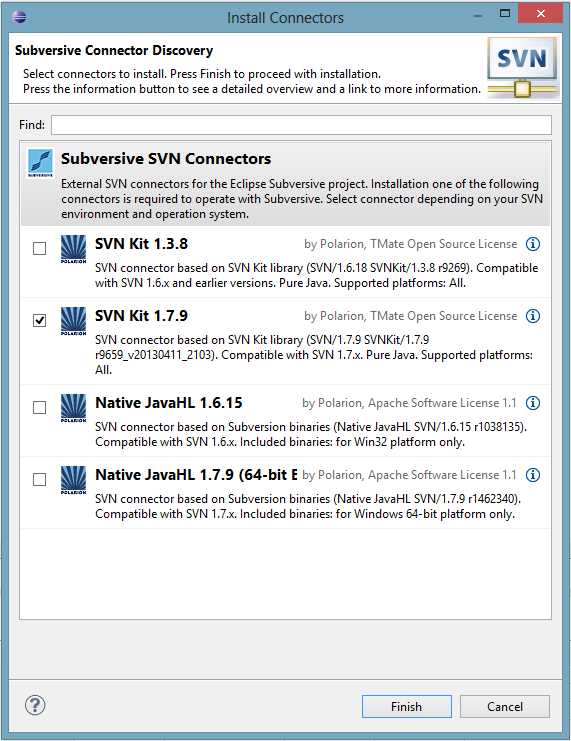 Install Connectors
Subversive Connector Discovery
Select connectors to install. Press Finish to proceed with installation.
Press the information button to see a detailed overview and a link to more information.
SVN
Find:
SUBVERSIVE
Subversive SVN Connectors
External SVN connectors for the Eclipse Subversive project. Installation one of the following
connectors is required to operate with Subversive. Select connector depending on your SVN
environment and operation system.
POLARION
SVN Kit 1.3.8
by Polarion, TMate Open Source License
SVN connector based on SVN Kit library (SVN/1.6.18 SVNKit/1.3.8 r9269). Compatible
with SVN 1.6.x and earlier versions. Pure Java. Supported platforms: All.
POLARION
SVN Kit 1.7.9
by Polarion, TMate Open Source License
SVN connector based on SVN Kit library (SVN/1.7.9 SVNKit/1.7.9
r9659_v20130411_2103). Compatible with SVN 1.7.x. Pure Java. Supported platforms:
All.
POLARION
Native JavaHL 1.6.15
by Polarion, Apache Software License 1.1
SVN connector based on Subversion binaries (Native JavaHL SVN/1.6.15 r1038135).
Compatible with SVN 1.6.x. Included binaries: for Win32 platform only.
POLARION
Native JavaHL 1.7.9 (64-bit E
by Polarion, Apache Software License 1.1
SVN connector based on Subversion binaries (Native JavaHL SVN/1.7.9 r1462340).
Compatible with SVN 1.7.x. Included binaries: for Windows 64-bit platform only.
?
Finish
Cancel